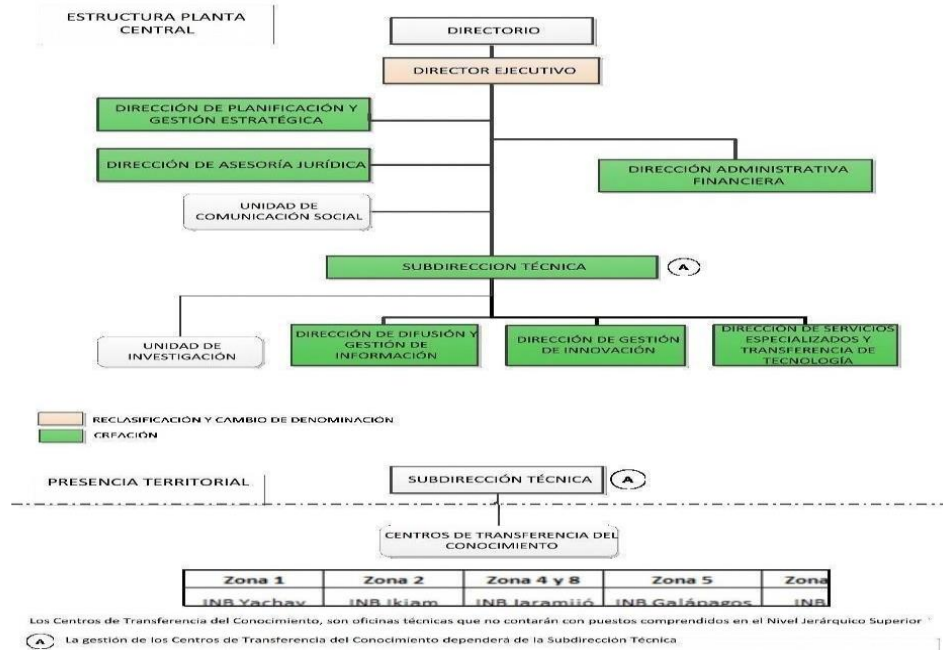 ESTRUCTURA PLANTA
CENTRAL
DIRECTORIO
DIRECTOR EJECUTIVO
DIRECCIÓN DE PLANIFICACIÓN Y
GESTIÓN ESTRATÉGICA
DIRECCIÓN DE ASESORÍA JURÍDICA
DIRECCIÓN ADMINISTRATIVA
FINANCIERA
UNIDAD DE
COMUNICACIÓN SOCIAL
SUBDIRECCION TÉCNICA
A
UNIDAD
DE INVESTIGACIÓN
DIRECCIÓN DE DIFUSIÓN Y
GESTIÓN DE
INFORMACIÓN
DIRECCIÓN DE GESTIÓN
DE INNOVACIÓN
DIRECCIÓN DE SERVICIOS
ESPECIALIZADOS Y
TRANSFERENCIA DE
TECNOLOGÍA
RECLASIFICACIÓN Y CAMBIO DE DENOMINACIÓN
CREACIÓN
PRESENCIA TERRITORIAL
SUBDIRECCIÓN TÉCNICA
A
CENTROS DE TRANSFERENCIA DEL
CONOCIMIENTO
Zona 1 Zona 2 Zona 4 y 8 Zona 5 Zona
INB Yachay INB Ikiam INB Jaramijó INB Galápagos INB
Los Centros de Transferencia del Conocimiento, son oficinas técnicas que no contarán con puestos comprendidos en el Nivel Jerárquico Superior
A La gestión de los Centros de Transferencia del Conocimiento dependerá de la Subdirección Técnica